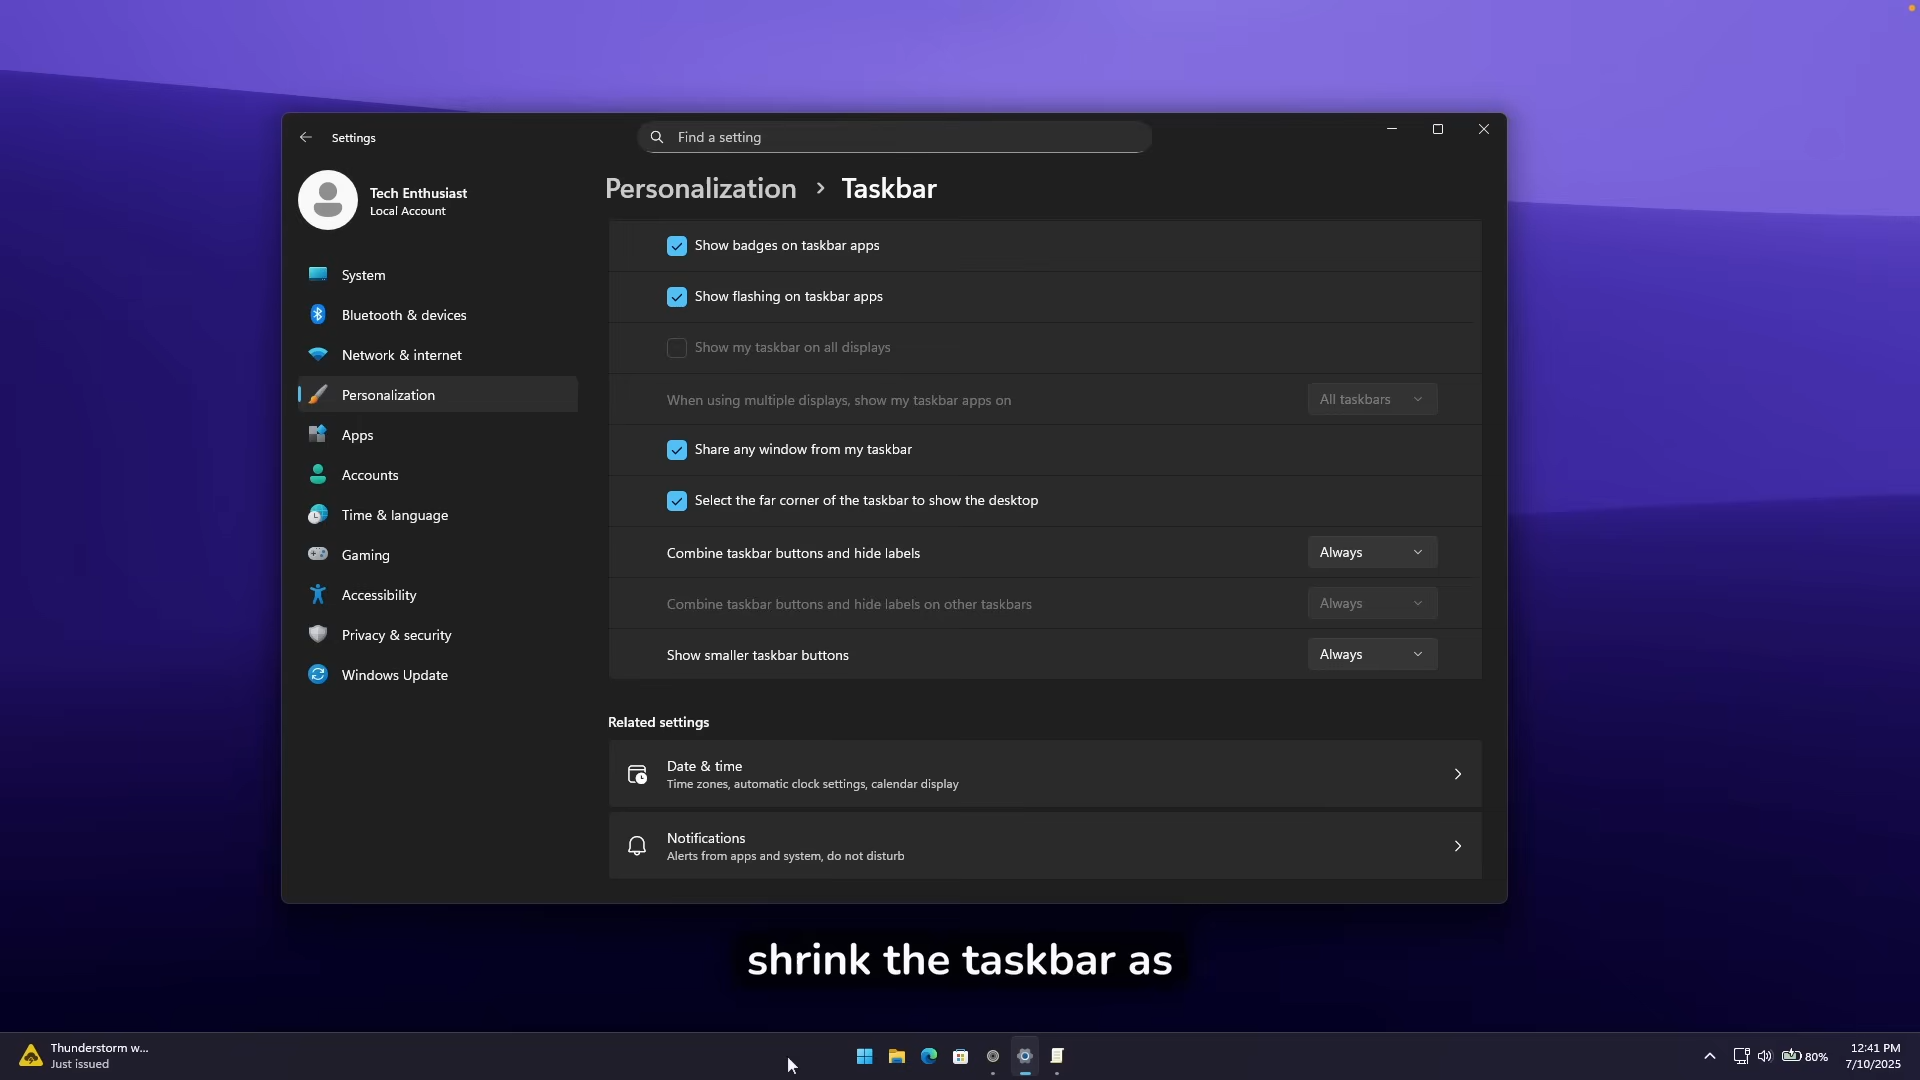 Settings
Find a setting
Tech Enthusiast
Local Account
System
Bluetooth & devices
Network & internet
Personalization
Apps
Accounts
Time & language
Gaming
Accessibility
Privacy & security
Windows Update
Personalization > Taskbar
Show badges on taskbar apps
Show flashing on taskbar apps
Show my taskbar on all displays
When using multiple displays, show my taskbar apps on All taskbars
Share any window from my taskbar
Select the far corner of the taskbar to show the desktop
Combine taskbar buttons and hide labels Always
Combine taskbar buttons and hide labels on other taskbars Always
Show smaller taskbar buttons Always
Related settings
Date & time
Time zones, automatic clock settings, calendar display
Notifications
Alerts from apps and system, do not disturb
shrink the taskbar as
Thunderstorm w...
Just issued
80%
12:41 PM
7/10/2025